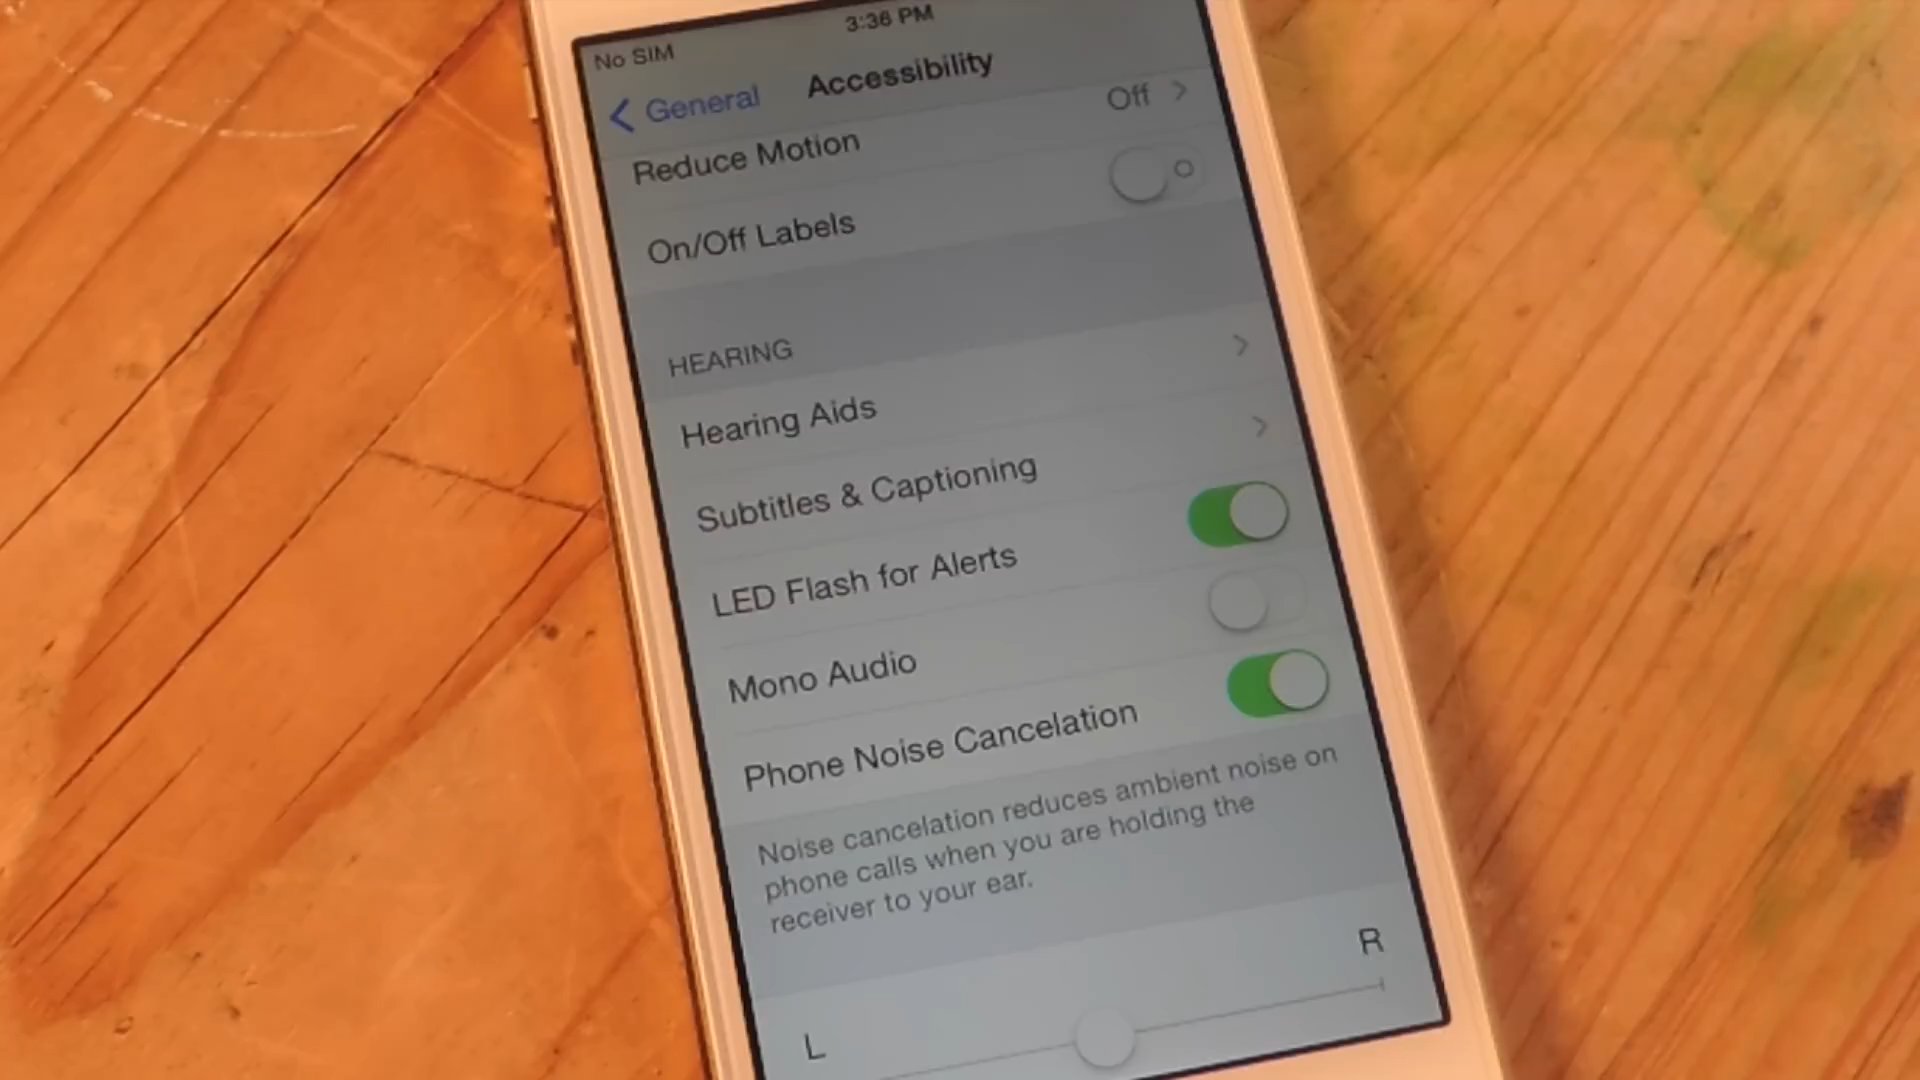 No SIM
3:36 PM
General
Accessibility
Reduce Motion
Off
On/Off Labels
HEARING
Hearing Aids
Subtitles & Captioning
LED Flash for Alerts
Mono Audio
Phone Noise Cancelation
Noise cancelation reduces ambient noise on
phone calls when you are holding the
receiver to your ear.
L
R